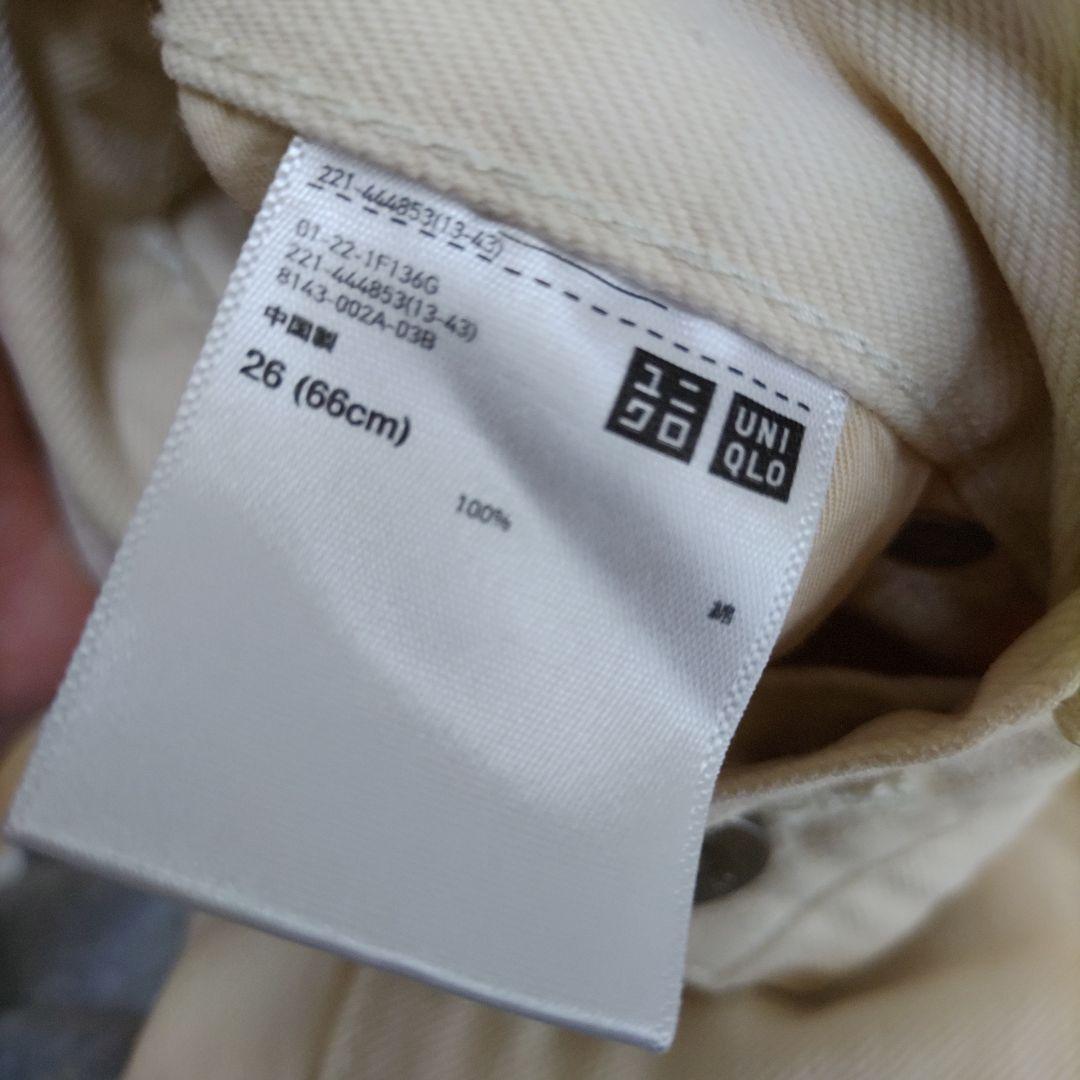 221-444853(13-43)
01-22-1F136G
221-444853(13-43)
8143-002A-03B
中国製
26 (66cm)
ユニ
クロ
UNI
QLO
100%
綿